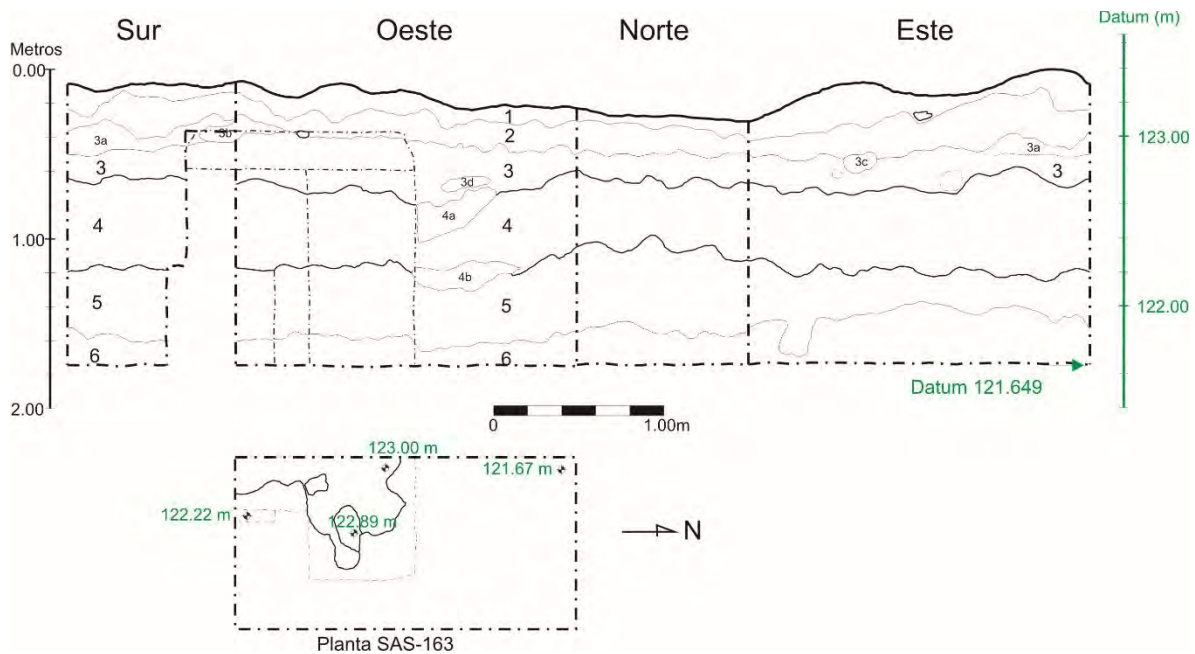 Sur Oeste Norte Este
Datum (m)
Metros
0.00
1
2
123.00
3a 3b
3a
3c
3 3 3
3d
4 4a 4
1.00
4b
5 5
122.00
6 6
Datum 121.649
2.00
0 1.00m
123.00 m
121.67 m
122.22 m
122.89 m
N
Planta SAS-163